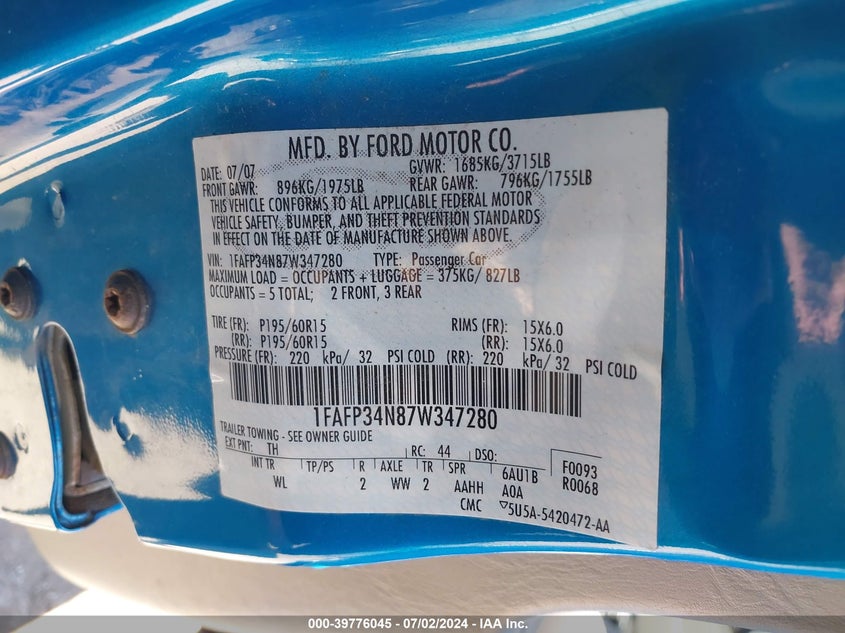 MFD. BY FORD MOTOR CO.
DATE: 07/07 GVWR: 1685KG/3715LB
FRONT GAWR: 896KG/1975LB REAR GAWR: 796KG/1755LB
THIS VEHICLE CONFORMS TO ALL APPLICABLE FEDERAL MOTOR
VEHICLE SAFETY, BUMPER, AND THEFT PREVENTION STANDARDS
IN EFFECT ON THE DATE OF MANUFACTURE SHOWN ABOVE.
VIN: 1FAFP34N87W347280 TYPE: Passenger Car
MAXIMUM LOAD = OCCUPANTS + LUGGAGE = 375KG/ 827LB
OCCUPANTS = 5 TOTAL; 2 FRONT, 3 REAR
TIRE (FR): P195/60R15 RIMS (FR): 15X6.0
(RR): P195/60R15 (RR): 15X6.0
PRESSURE (FR): 220 kPa/ 32 PSI COLD (RR): 220 kPa/ 32 PSI COLD
1FAFP34N87W347280
TRAILER TOWING - SEE OWNER GUIDE
EXT PNT: TH RC: 44 DSO: F0093
INT TR TP/PS R AXLE TR SPR 6AU1B R0068
WL 2 WW 2 AAHH AOA
CMC ▽5U5A-5420472-AA
000-39776045 - 07/02/2024 - IAA Inc.